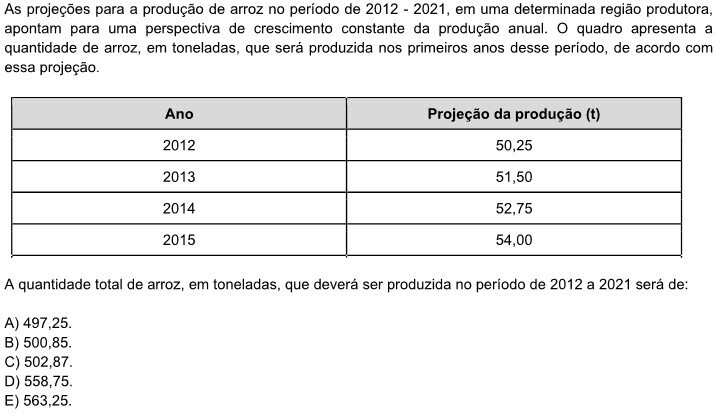 As projeções para a produção de arroz no período de 2012 - 2021, em uma determinada região produtora,
apontam para uma perspectiva de crescimento constante da produção anual. O quadro apresenta a
quantidade de arroz, em toneladas, que será produzida nos primeiros anos desse período, de acordo com
essa projeção.
Ano Projeção da produção (t)
2012 50,25
2013 51,50
2014 52,75
2015 54,00
A quantidade total de arroz, em toneladas, que deverá ser produzida no período de 2012 a 2021 será de:
A) 497,25.
B) 500,85.
C) 502,87.
D) 558,75.
E) 563,25.